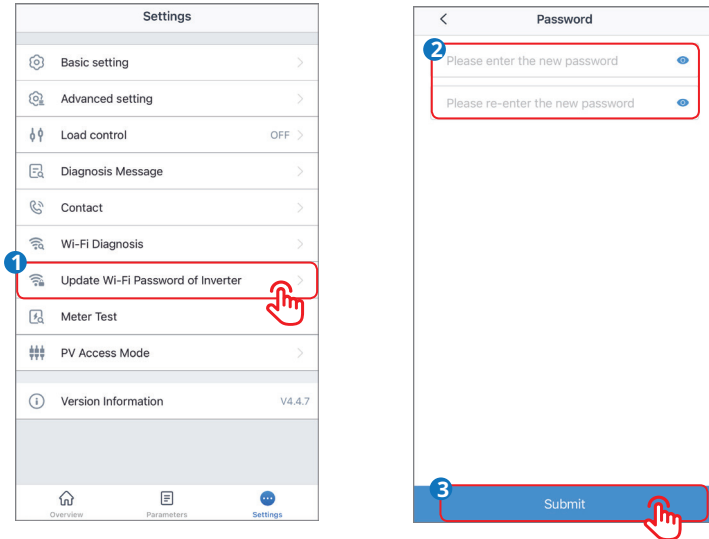 Settings
Basic setting
Advanced setting
Load control OFF
Diagnosis Message
Contact
Wi-Fi Diagnosis
1
Update Wi-Fi Password of Inverter
Meter Test
PV Access Mode
Version Information V4.4.7
Overview Parameters Settings
Password
2
Please enter the new password
Please re-enter the new password
3
Submit